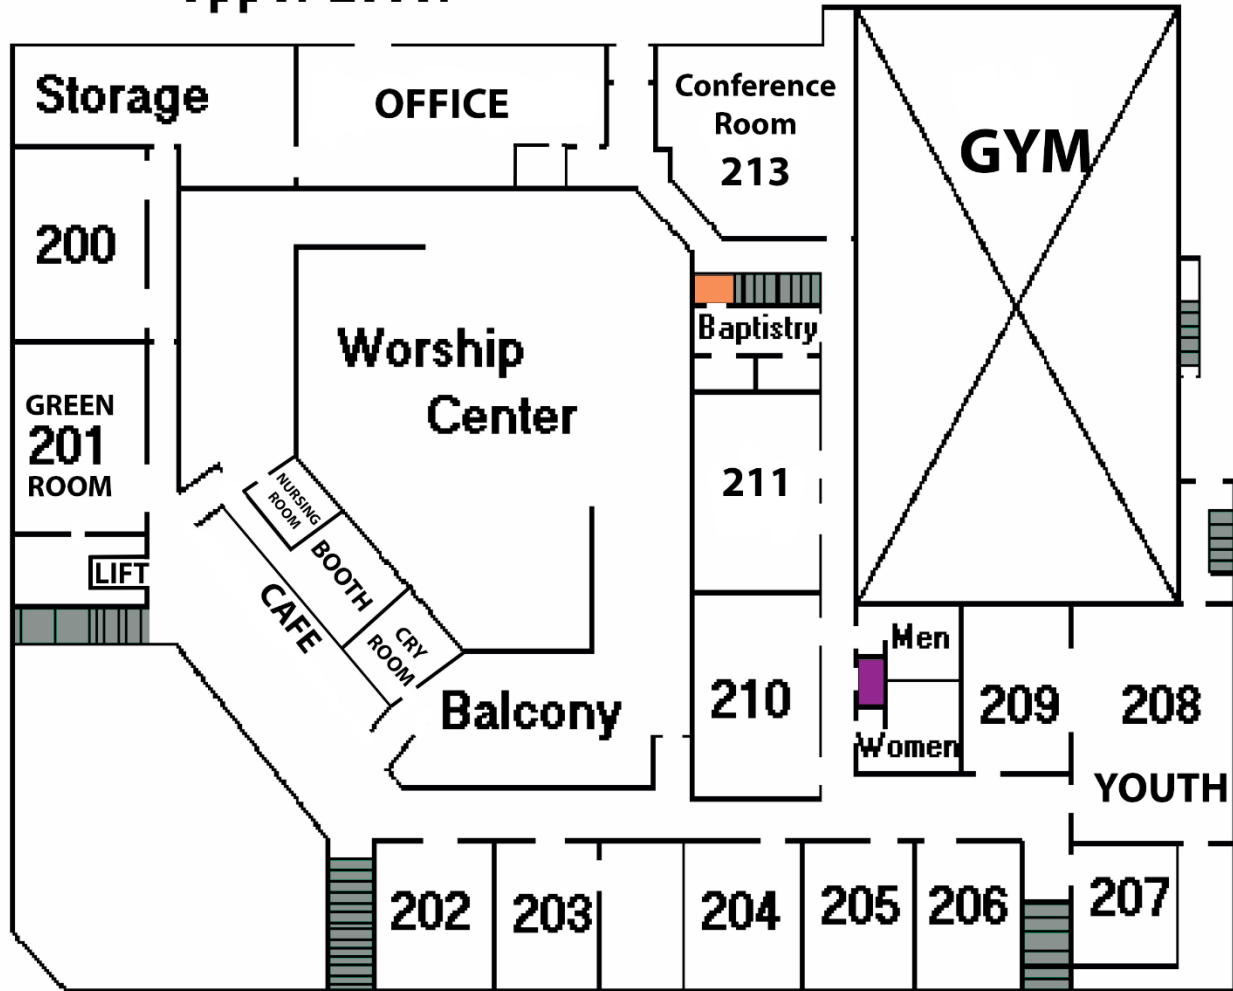 Storage
OFFICE
Conference
Room
213
GYM
200
Worship
Center
Baptistry
GREEN
201
ROOM
NURSING
ROOM
211
LIFT
BOOTH
CAFE
CRY
ROOM
Men
Balcony
210
209
208
Women
YOUTH
202
203
204
205
206
207